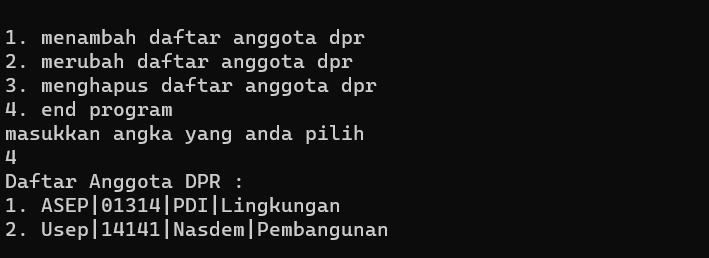 1. menambah daftar anggota dpr
2. merubah daftar anggota dpr
3. menghapus daftar anggota dpr
4. end program
masukkan angka yang anda pilih
4
Daftar Anggota DPR :
1. ASEP|01314|PDI|Lingkungan
2. Usep|14141|Nasdem|Pembangunan